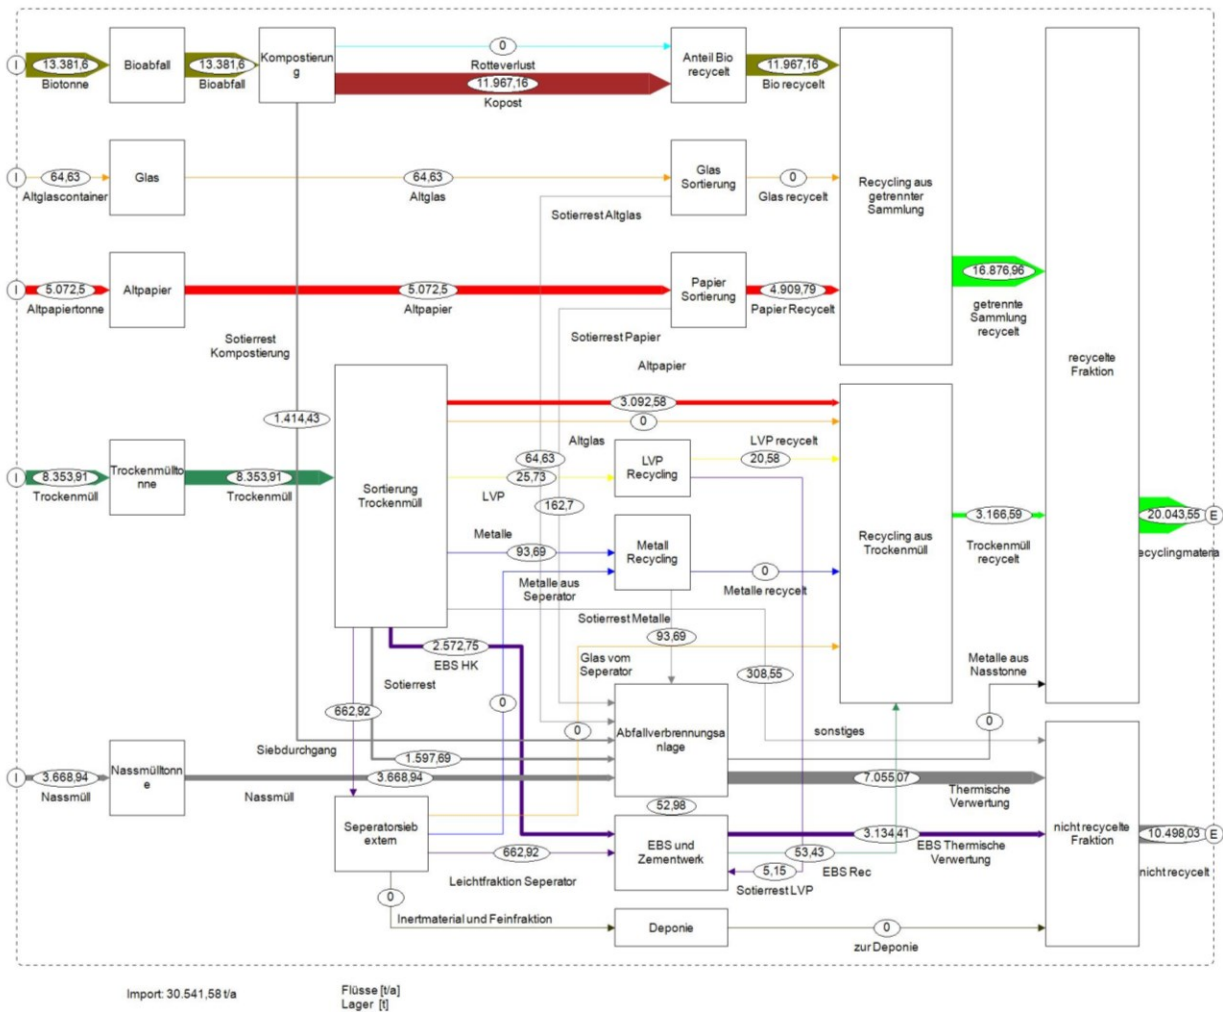 I
13.381,6
Biotonne
Bioabfall
13.381,6
Bioabfall
Kompostierun
g
0
Rotteverlust
11.967,16
Kopost
Anteil Bio
recycelt
11.967,16
Bio recycelt
I
64,63
Altglascontainer
Glas
64,63
Altglas
Glas
Sortierung
0
Glas recycelt
Sotierrest Altglas
Recycling aus
getrennter
Sammlung
I
5.072,5
Altpapiertonne
Altpapier
5.072,5
Altpapier
Papier
Sortierung
4.909,79
Papier Recycelt
Sotierrest Papier
16.876,96
getrennte
Sammlung
recycelt
recycelte
Fraktion
Sotierrest
Kompostierung
1.414,43
Altpapier
3.092,58
0
Altglas
I
8.353,91
Trockenmüll
Trockenmüllto
nne
8.353,91
Trockenmüll
Sortierung
Trockenmüll
64,63
25,73
LVP
162,7
LVP
Recycling
LVP recycelt
20,58
Metalle
93,69
Metalle aus
Seperator
Metall
Recycling
0
Metalle recycelt
Recycling aus
Trockenmüll
3.166,59
Trockenmüll
recycelt
20.043,55
E
ecyclingmateria
Sotierrest Metalle
93,69
Glas vom
Seperator
308,55
sonstiges
Metalle aus
Nasstonne
0
2.572,75
EBS HK
Sotierrest
662,92
0
0
Siebdurchgang
1.597,69
Abfallverbrennungsa
nlage
I
3.668,94
Nassmüll
Nassmülltonn
e
3.668,94
Nassmüll
7.055,07
Thermische
Verwertung
52,98
Seperatorsieb
extern
662,92
Leichtfraktion Seperator
EBS und
Zementwerk
3.134,41
EBS Thermische
Verwertung
53,43
EBS Rec
5,15
Sotierrest LVP
nicht recycelte
Fraktion
10.498,03
E
nicht recycelt
0
Inertmaterial und Feinfraktion
Deponie
0
zur Deponie
Import: 30.541,58 t/a
Flüsse [t/a]
Lager [t]